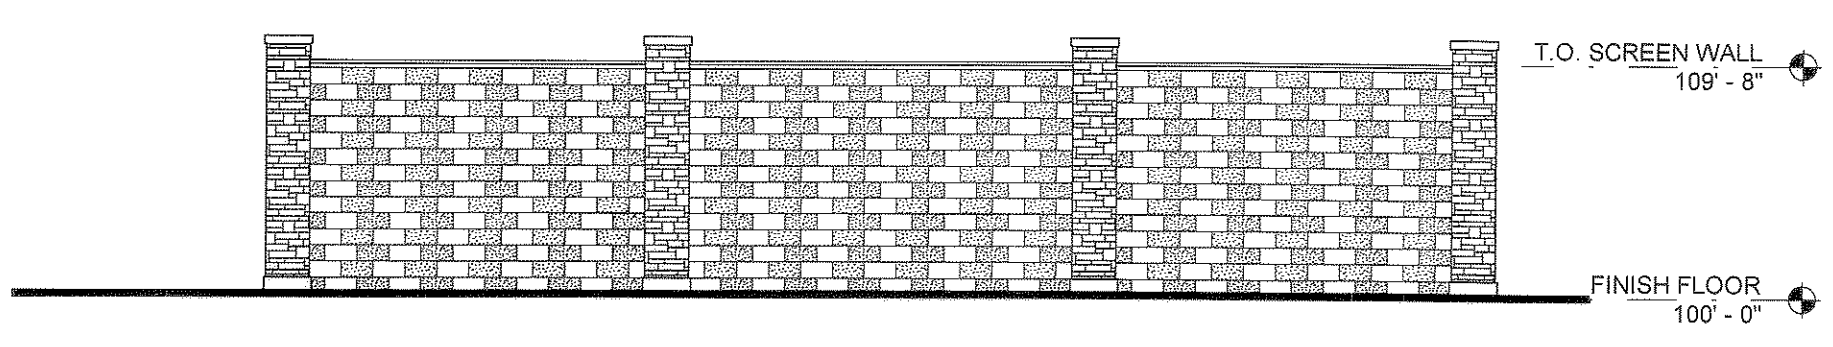 T.O. SCREEN WALL
109' - 8"
FINISH FLOOR
100' - 0"